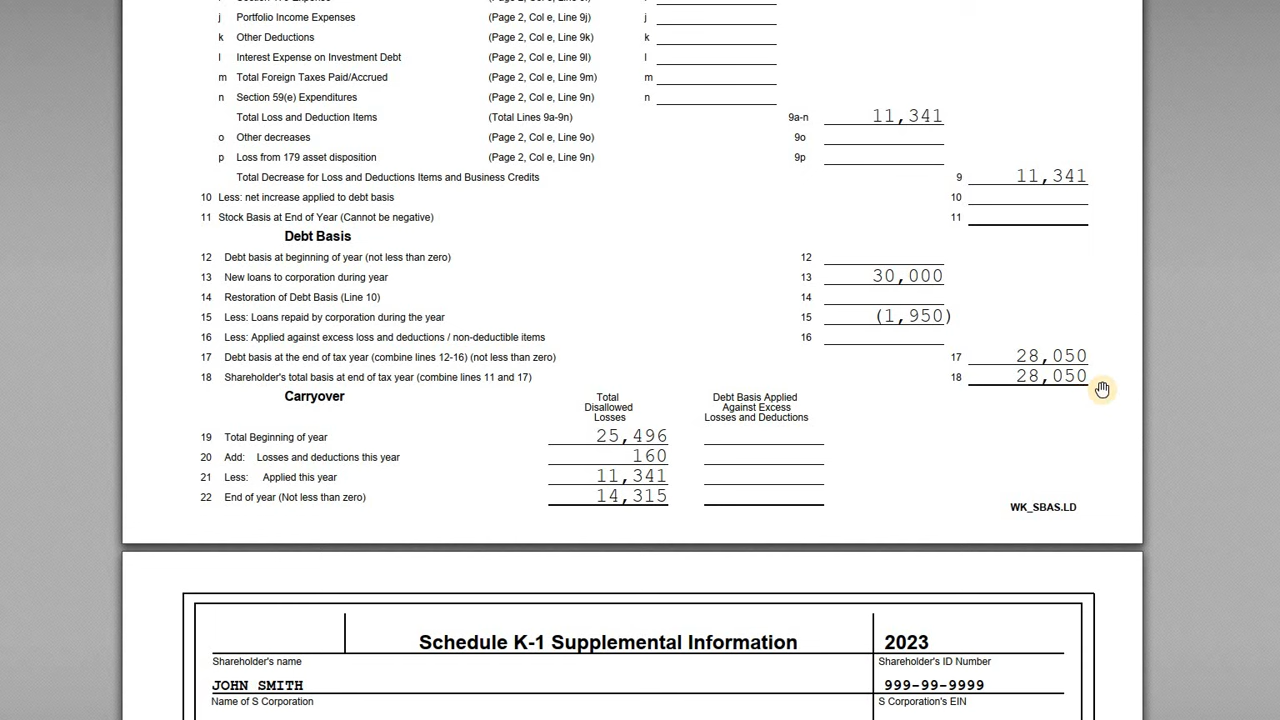 j Portfolio Income Expenses (Page 2, Col e, Line 9j) j
k Other Deductions (Page 2, Col e, Line 9k) k
l Interest Expense on Investment Debt (Page 2, Col e, Line 9l) l
m Total Foreign Taxes Paid/Accrued (Page 2, Col e, Line 9m) m
n Section 59(e) Expenditures (Page 2, Col e, Line 9n) n
Total Loss and Deduction Items (Total Lines 9a-9n) 9a-n 11,341
o Other decreases (Page 2, Col e, Line 9o) 9o
p Loss from 179 asset disposition (Page 2, Col e, Line 9n) 9p
Total Decrease for Loss and Deductions Items and Business Credits 9 11,341
10 Less: net increase applied to debt basis 10
11 Stock Basis at End of Year (Cannot be negative) 11
Debt Basis
12 Debt basis at beginning of year (not less than zero) 12
13 New loans to corporation during year 13 30,000
14 Restoration of Debt Basis (Line 10) 14
15 Less: Loans repaid by corporation during the year 15 (1,950)
16 Less: Applied against excess loss and deductions / non-deductible items 16
17 Debt basis at the end of tax year (combine lines 12-16) (not less than zero) 17 28,050
18 Shareholder's total basis at end of tax year (combine lines 11 and 17) 18 28,050
Carryover
Total Disallowed Losses
Debt Basis Applied Against Excess Losses and Deductions
19 Total Beginning of year 25,496
20 Add: Losses and deductions this year 160
21 Less: Applied this year 11,341
22 End of year (Not less than zero) 14,315
WK_SBAS.LD
Schedule K-1 Supplemental Information 2023
Shareholder's name Shareholder's ID Number
JOHN SMITH 999-99-9999
Name of S Corporation S Corporation's EIN